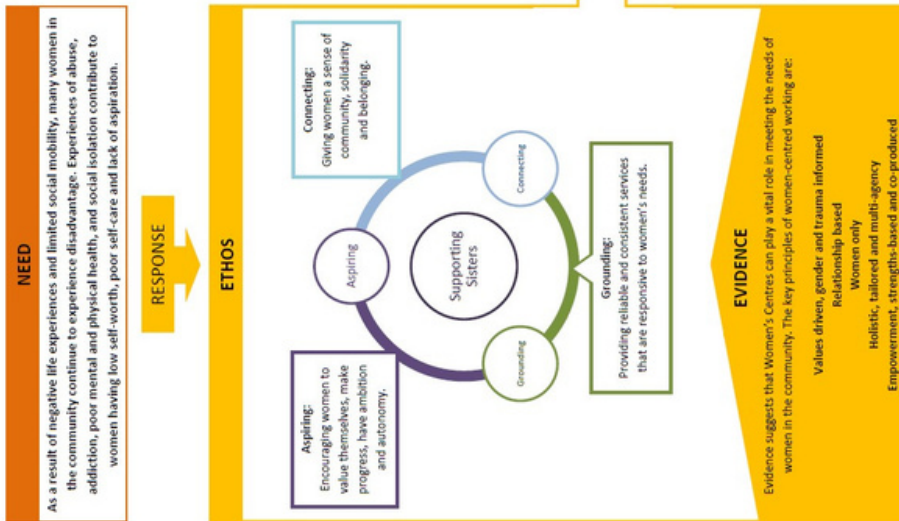 NEED
As a result of negative life experiences and limited social mobility, many women in
the community continue to experience disadvantage. Experiences of abuse,
addiction, poor mental and physical health, and social isolation contribute to
women having low self-worth, poor self-care and lack of aspiration.
RESPONSE
ETHOS
Aspiring:
Encouraging women to
value themselves, make
progress, have ambition
and autonomy.
Connecting:
Giving women a sense of
community, solidarity
and belonging.
Aspiring
Supporting
Sisters
Grounding
Connecting
Grounding:
Providing reliable and consistent services
that are responsive to women's needs.
EVIDENCE
Evidence suggests that Women's Centres can play a vital role in meeting the needs of
women in the community. The key principles of women-centred working are:
Values driven, gender and trauma informed
Relationship based
Women only
Holistic, tailored and multi-agency
Empowerment, strengths-based and co-produced